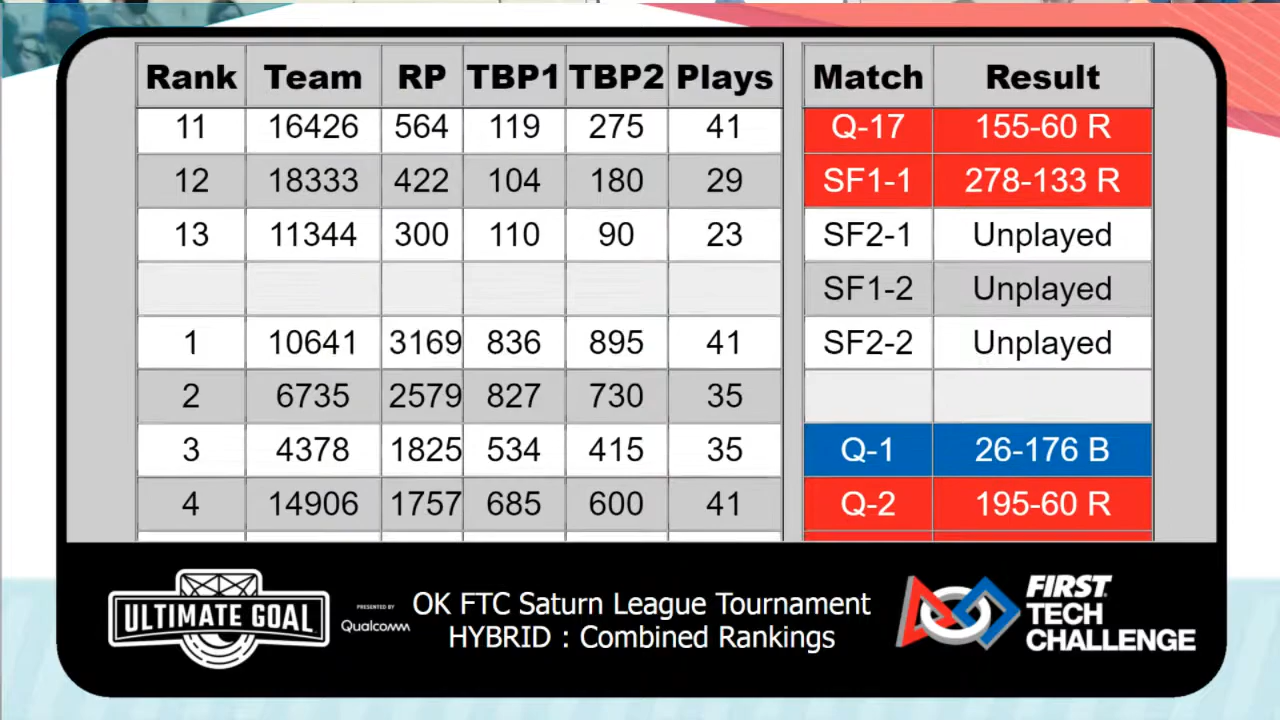 Rank Team RP TBP1 TBP2 Plays
11 16426 564 119 275 41
12 18333 422 104 180 29
13 11344 300 110 90 23
1 10641 3169 836 895 41
2 6735 2579 827 730 35
3 4378 1825 534 415 35
4 14906 1757 685 600 41
Match Result
Q-17 155-60 R
SF1-1 278-133 R
SF2-1 Unplayed
SF1-2 Unplayed
SF2-2 Unplayed
Q-1 26-176 B
Q-2 195-60 R
ULTIMATE GOAL
PRESENTED BY
Qualcomm
OK FTC Saturn League Tournament
HYBRID : Combined Rankings
FIRST
TECH
CHALLENGE